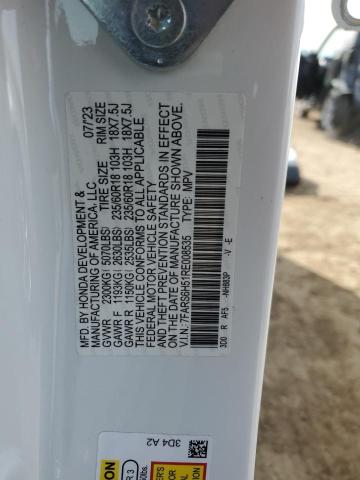 MFD. BY HONDA DEVELOPMENT &
MANUFACTURING OF AMERICA, LLC 07/'23
GVWR 2300KG( 5070LBS) TIRE SIZE RIM SIZE
GAWR F 1193KG( 2630LBS) 235/60R18 103H 18X7.5J
GAWR R 1150KG( 2535LBS) 235/60R18 103H 18X7.5J
THIS VEHICLE CONFORMS TO ALL APPLICABLE
FEDERAL MOTOR VEHICLE SAFETY
AND THEFT PREVENTION STANDARDS IN EFFECT
ON THE DATE OF MANUFACTURE SHOWN ABOVE.
V.I.N.: 7FARS6H51RE008535 TYPE: MPV
3D0 R AF5 -NH883P -V -E
3D4 A2